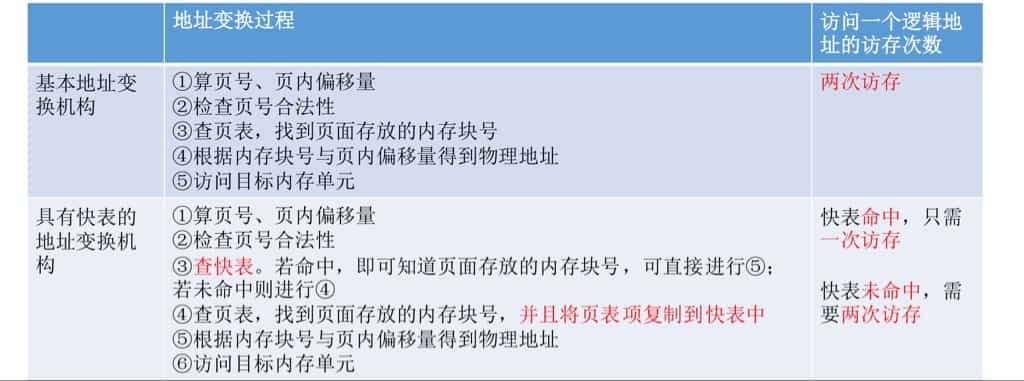 地址变换过程
访问一个逻辑地
址的访存次数
基本地址变
换机构
①算页号、页内偏移量
②检查页号合法性
③查页表，找到页面存放的内存块号
④根据内存块号与页内偏移量得到物理地址
⑤访问目标内存单元
两次访存
具有快表的
地址变换机
构
①算页号、页内偏移量
②检查页号合法性
③查快表。若命中，即可知道页面存放的内存块号，可直接进行⑤；
若未命中则进行④
④查页表，找到页面存放的内存块号，并且将页表项复制到快表中
⑤根据内存块号与页内偏移量得到物理地址
⑥访问目标内存单元
快表命中，只需
一次访存
快表未命中，需
要两次访存